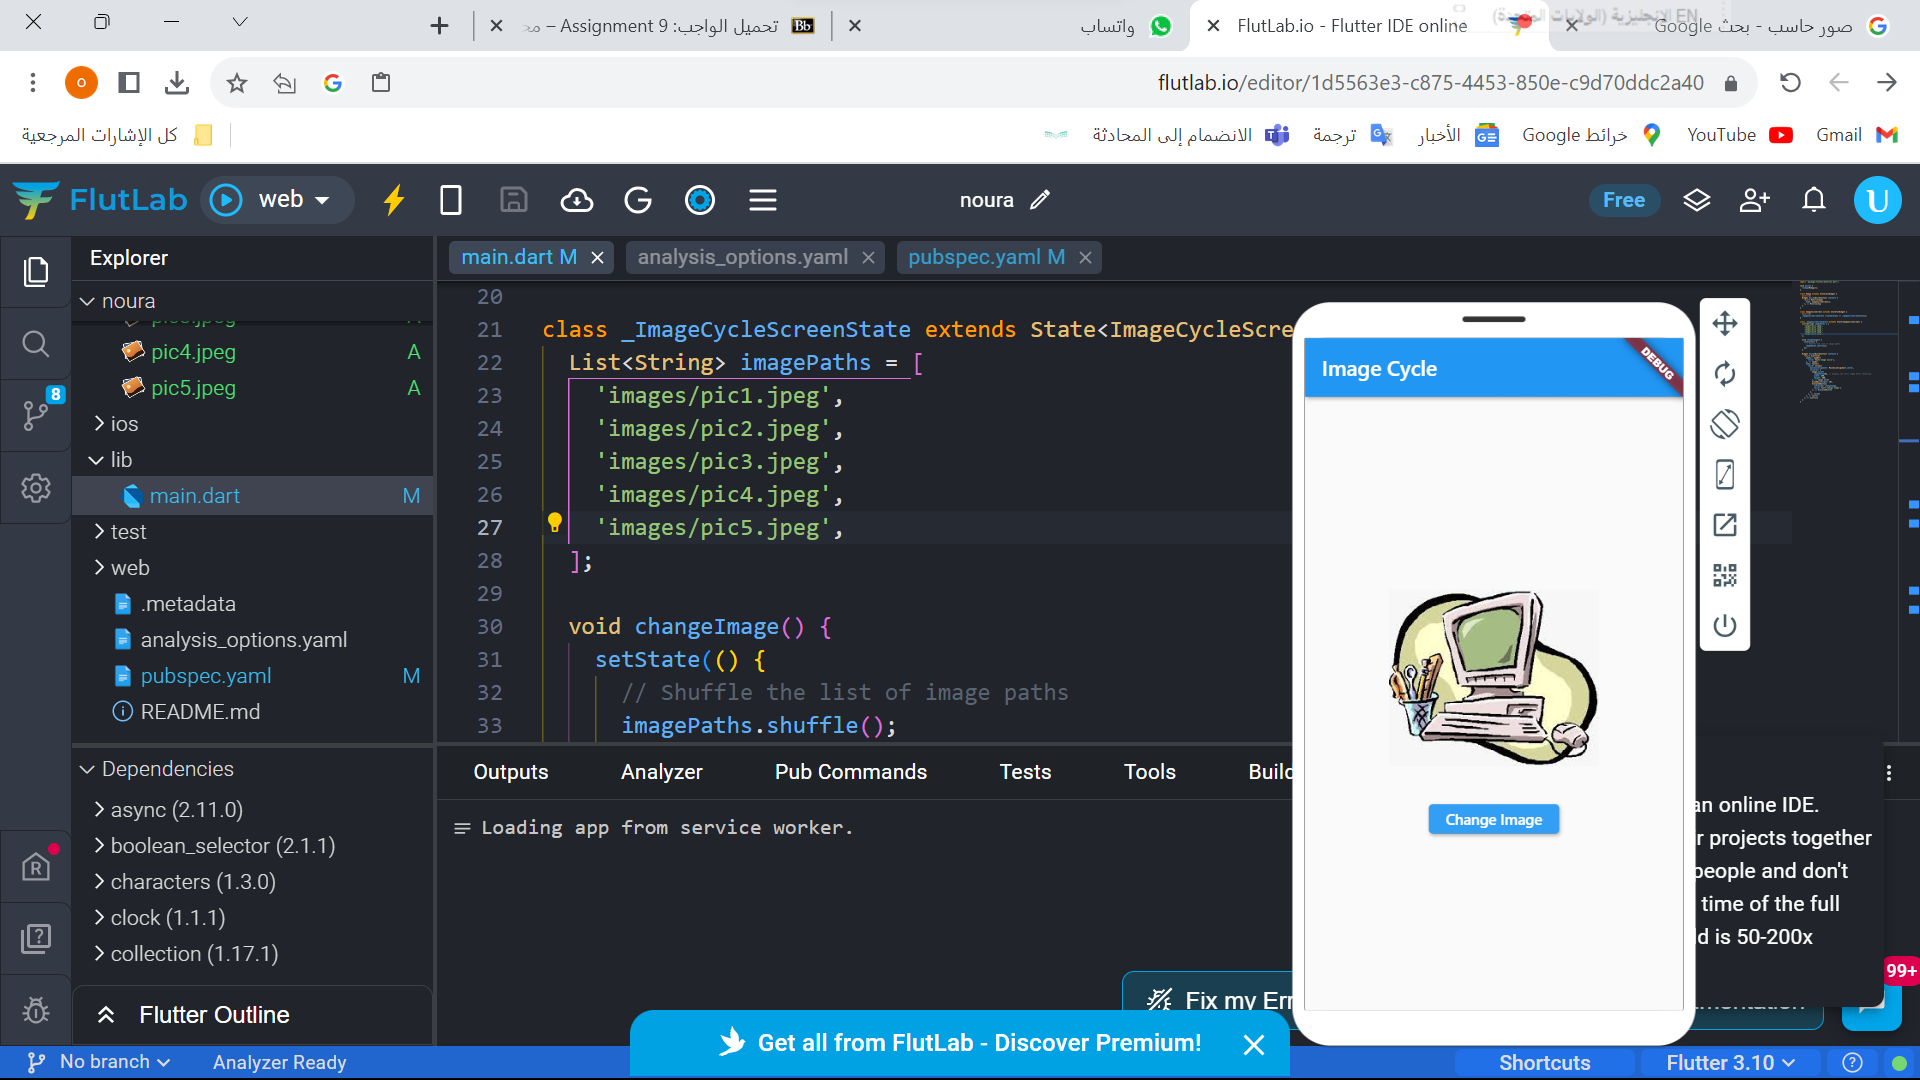 تحميل الواجب: Assignment 9 –
واتساب
FlutLab.io - Flutter IDE online
صور حاسب - بحث Google
flutlab.io/editor/1d5563e3-c875-4453-850e-c9d70ddc2a40
كل الإشارات المرجعية
الانضمام إلى المحادثة
ترجمة
الأخبار
خرائط Google
YouTube
Gmail
FlutLab
web
noura
Free
U
Explorer
main.dart M
analysis_options.yaml
pubspec.yaml M
noura
pic4.jpeg A
pic5.jpeg A
8
ios
lib
main.dart M
test
web
.metadata
analysis_options.yaml
pubspec.yaml M
README.md
Dependencies
async (2.11.0)
boolean_selector (2.1.1)
characters (1.3.0)
clock (1.1.1)
collection (1.17.1)
Flutter Outline
20
21 class _ImageCycleScreenState extends State<ImageCycleScre
22 List<String> imagePaths = [
23 'images/pic1.jpeg',
24 'images/pic2.jpeg',
25 'images/pic3.jpeg',
26 'images/pic4.jpeg',
27 'images/pic5.jpeg',
28 ];
29
30 void changeImage() {
31 setState(() {
32 // Shuffle the list of image paths
33 imagePaths.shuffle();
Outputs Analyzer Pub Commands Tests Tools Build
Loading app from service worker.
Image Cycle
DEBUG
Change Image
an online IDE.
r projects together
people and don't
time of the full
d is 50-200x
99+
Fix my Err
Get all from FlutLab - Discover Premium!
No branch
Analyzer Ready
Shortcuts
Flutter 3.10